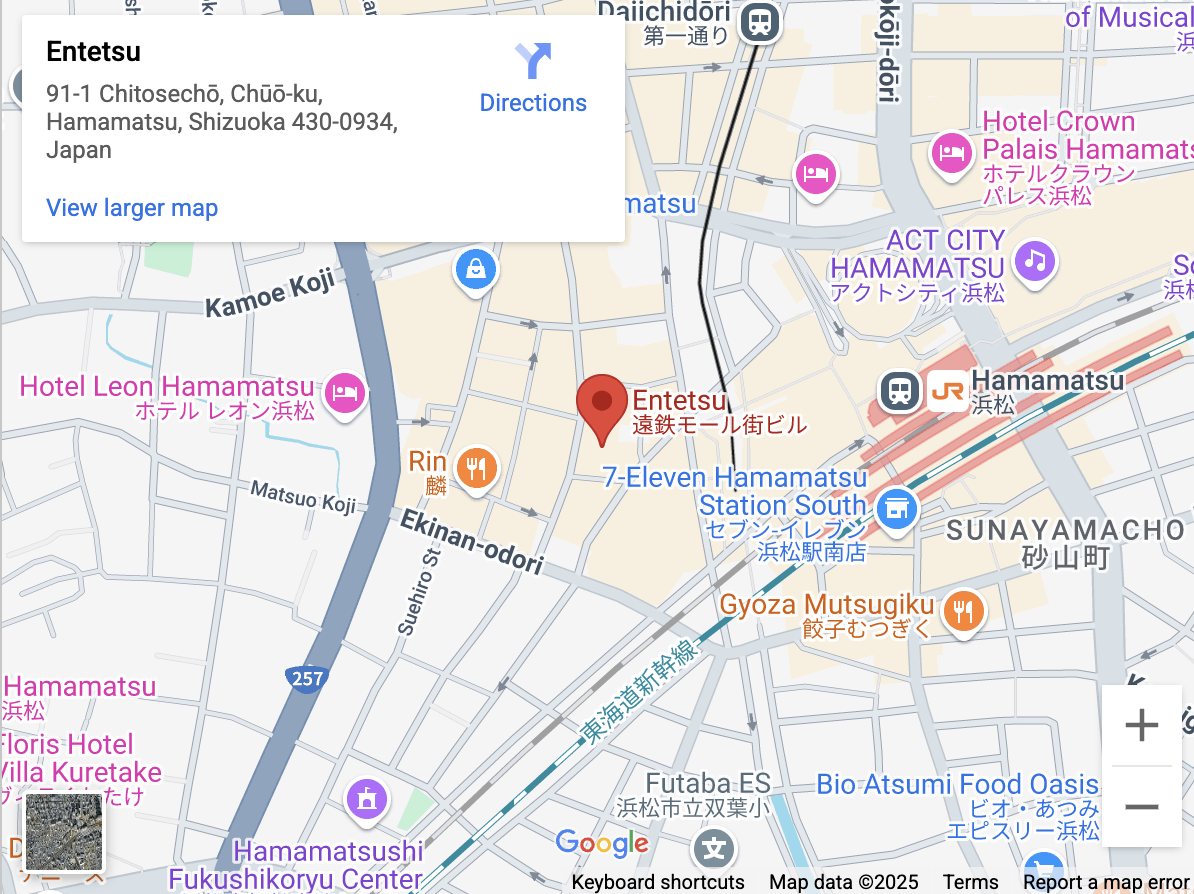 Entetsu
91-1 Chitosechō, Chūō-ku,
Hamamatsu, Shizuoka 430-0934,
Japan
View larger map
Directions
Daiichidōri
第一通り
okōji-dōri
of Musical
浜
Hotel Crown
Palais Hamamats
ホテルクラウン
パレス浜松
matsu
ACT CITY
HAMAMATSU
アクトシティ浜松
So
浜松
Kamoe Koji
Hotel Leon Hamamatsu
ホテル レオン浜松
Entetsu
遠鉄モール街ビル
JR
Hamamatsu
浜松
Rin
麟
7-Eleven Hamamatsu
Station South
セブン-イレブン
浜松駅南店
Matsuo Koji
Ekinan-odori
Suehiro St
SUNAYAMACHO
砂山町
Gyoza Mutsugiku
餃子むつぎく
東海道新幹線
257
Hamamatsu
浜松
Floris Hotel
Villa Kuretake
Futaba ES
浜松市立双葉小
文
Bio Atsumi Food Oasis
ビオ・あつみ
エピスリー浜松
Hamamatsushi
Fukushikoryu Center
Google
Keyboard shortcuts
Map data ©2025
Terms
Report a map error